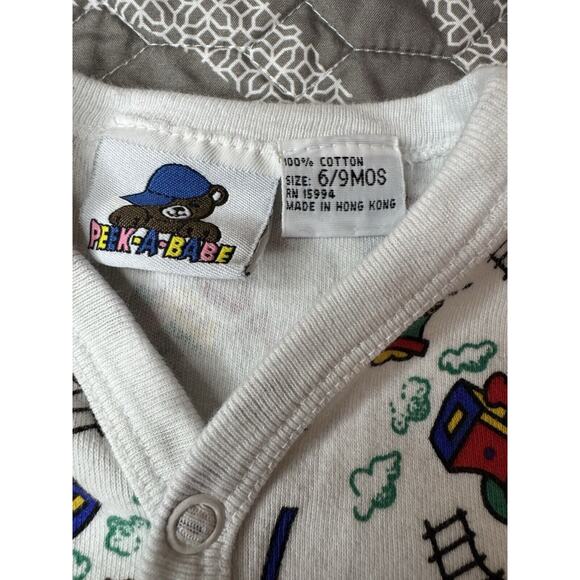 PEEK-A-BABE
100% COTTON
SIZE: 6/9MOS
RN 15994
MADE IN HONG KONG